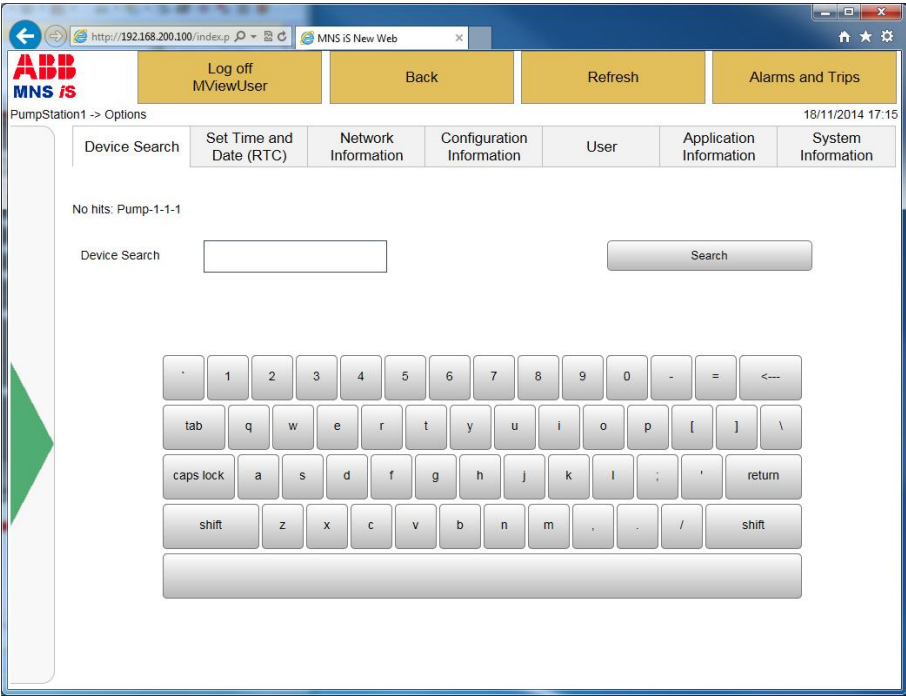 http://192.168.200.100/index.p
MNS iS New Web
ABB
MNS iS
Log off
MViewUser
Back
Refresh
Alarms and Trips
PumpStation1 -> Options
18/11/2014 17:15
Device Search
Set Time and
Date (RTC)
Network
Information
Configuration
Information
User
Application
Information
System
Information
No hits: Pump-1-1-1
Device Search
Search
` 1 2 3 4 5 6 7 8 9 0 - = <---
tab q w e r t y u i o p [ ] \
caps lock a s d f g h j k l ; ' return
shift z x c v b n m , . / shift